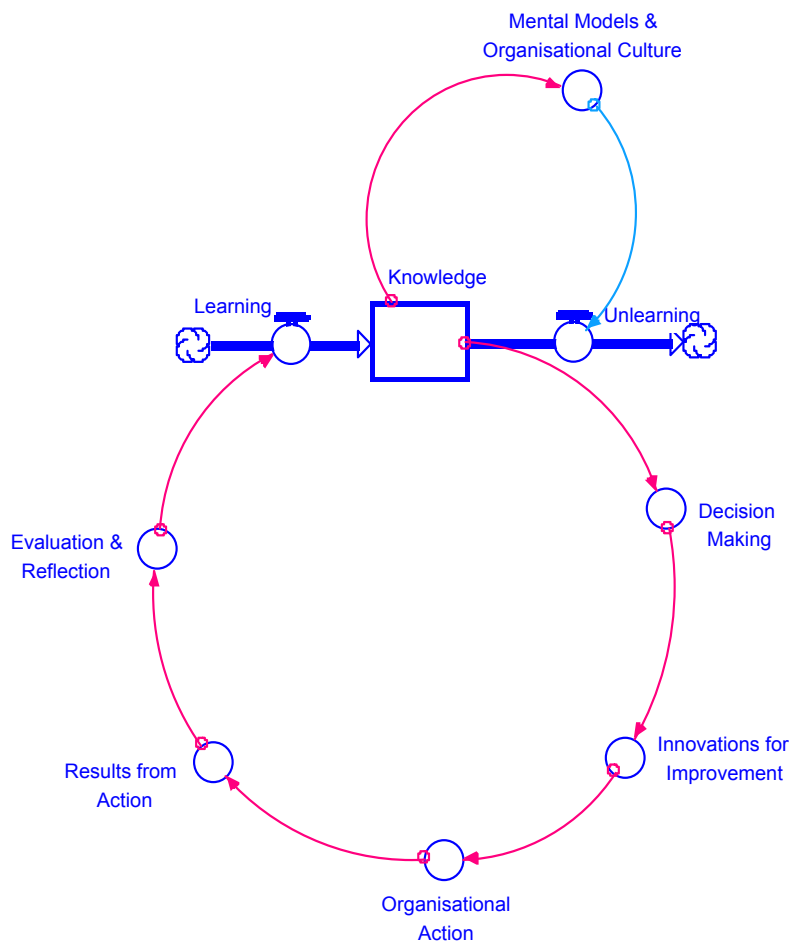 Mental Models &
Organisational Culture
Knowledge
Learning
Unlearning
Decision
Making
Evaluation &
Reflection
Innovations for
Improvement
Results from
Action
Organisational
Action